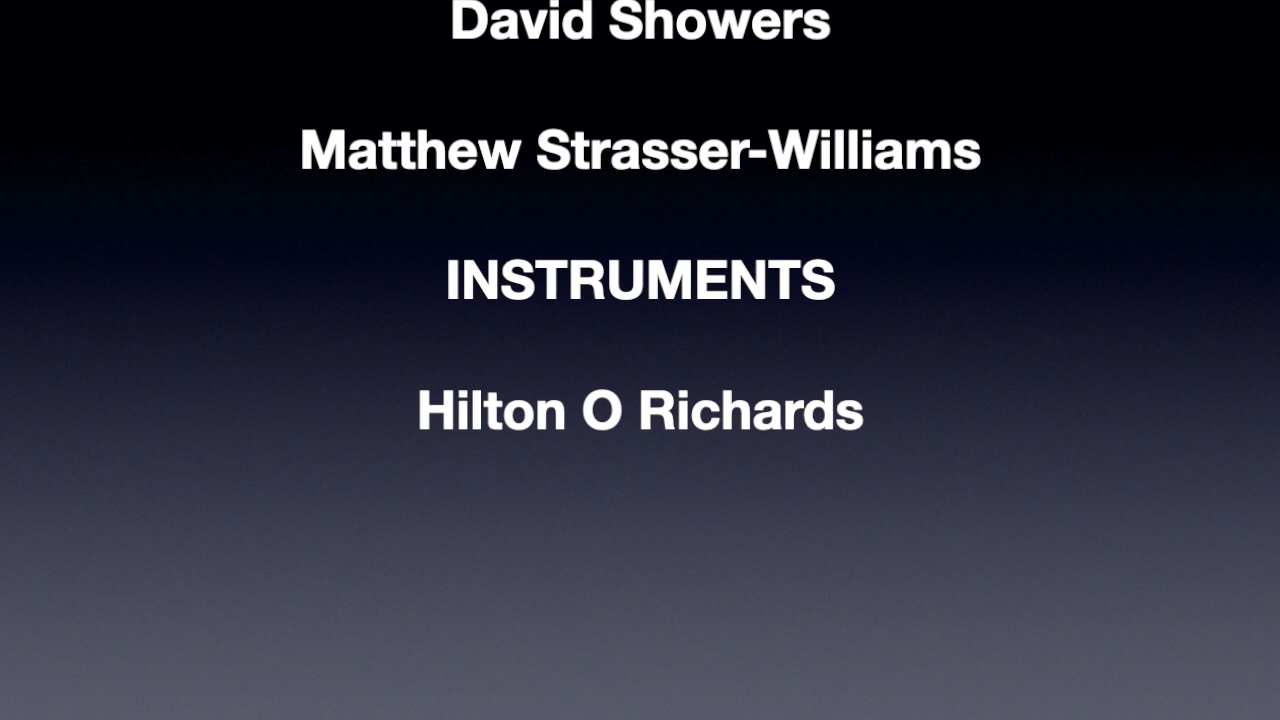 David Showers
Matthew Strasser-Williams
INSTRUMENTS
Hilton O Richards